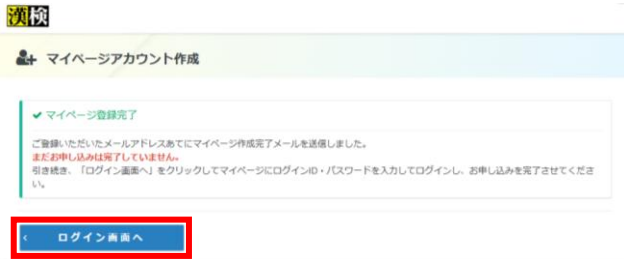 漢検
マイページアカウント作成
マイページ登録完了
ご登録いただいたメールアドレスあてにマイページ作成完了メールを送信しました。
まだお申し込みは完了していません。
引き続き、「ログイン画面へ」をクリックしてマイページにログインID・パスワードを入力してログインし、お申し込みを完了させてくださ
い。
ログイン画面へ